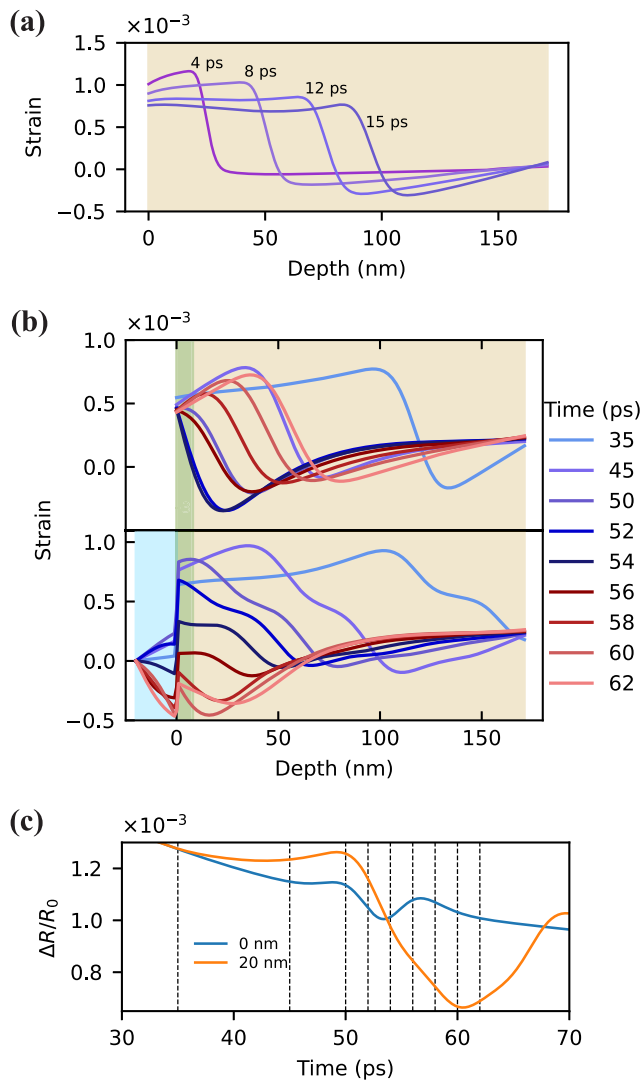 (a)
×10⁻³
1.5
1.0
0.5
0.0
−0.5
Strain
4 ps
8 ps
12 ps
15 ps
0
50
100
150
Depth (nm)
(b)
×10⁻³
1.0
0.5
0.0
1.0
0.5
0.0
−0.5
Strain
0
50
100
150
Depth (nm)
Time (ps)
35
45
50
52
54
56
58
60
62
(c)
×10⁻³
1.2
1.0
0.8
ΔR/R₀
0 nm
20 nm
30
40
50
60
70
Time (ps)